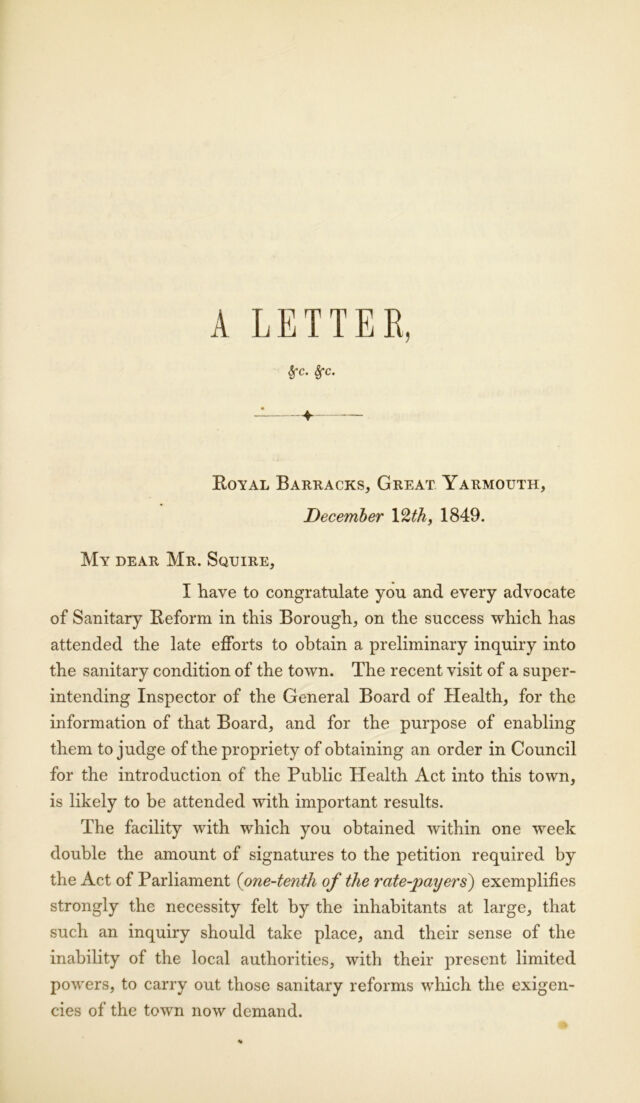 A LETTER,
&c. &c.
Royal Barracks, Great Yarmouth,
December 12th, 1849.
My dear Mr. Squire,
I have to congratulate you and every advocate
of Sanitary Reform in this Borough, on the success which has
attended the late efforts to obtain a preliminary inquiry into
the sanitary condition of the town. The recent visit of a super-
intending Inspector of the General Board of Health, for the
information of that Board, and for the purpose of enabling
them to judge of the propriety of obtaining an order in Council
for the introduction of the Public Health Act into this town,
is likely to be attended with important results.
The facility with which you obtained within one week
double the amount of signatures to the petition required by
the Act of Parliament (one-tenth of the rate-payers) exemplifies
strongly the necessity felt by the inhabitants at large, that
such an inquiry should take place, and their sense of the
inability of the local authorities, with their present limited
powers, to carry out those sanitary reforms which the exigen-
cies of the town now demand.